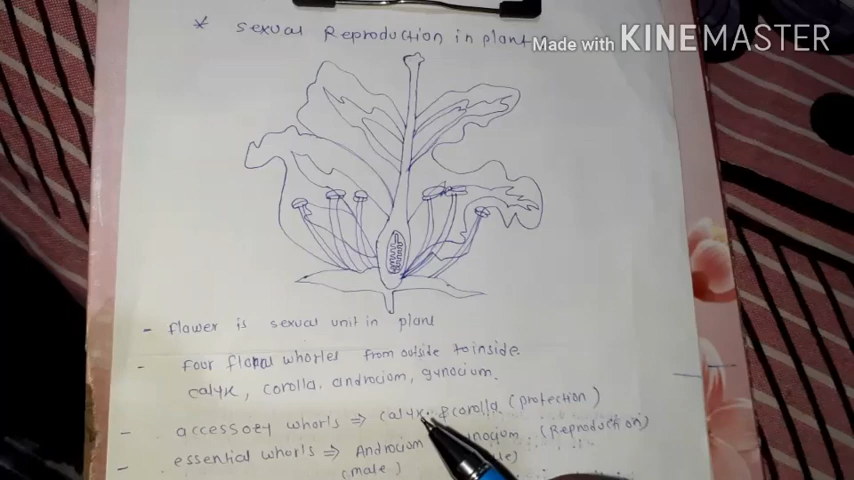 * Sexual Reproduction in plant
Made with KINEMASTER
- flower is sexual unit in plant
- Four floral whorles from outside to inside.
calyx, corolla, androcium, gynocium.
- accessory whorls ⇒ calyx & corolla (protection)
- essential whorls ⇒ Androcium gynocium (Reproduction)
(male)